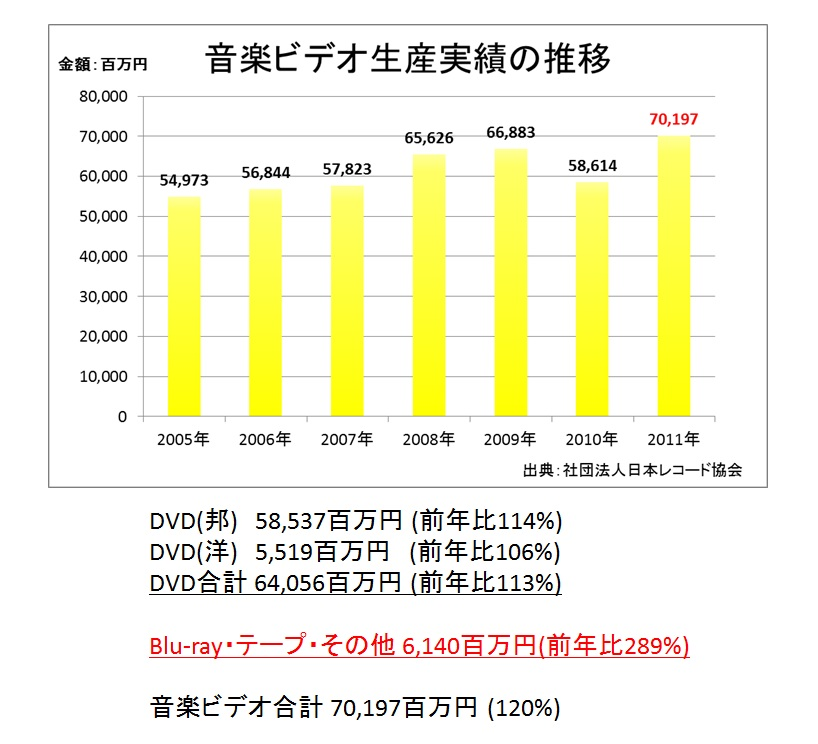 音楽ビデオ生産実績の推移
金額：百万円
80,000
70,000
60,000
50,000
40,000
30,000
20,000
10,000
0
54,973
56,844
57,823
65,626
66,883
58,614
70,197
2005年 2006年 2007年 2008年 2009年 2010年 2011年
出典：社団法人日本レコード協会
DVD(邦) 58,537百万円 (前年比114%)
DVD(洋) 5,519百万円 (前年比106%)
DVD合計 64,056百万円 (前年比113%)
Blu-ray・テープ・その他 6,140百万円(前年比289%)
音楽ビデオ合計 70,197百万円 (120%)